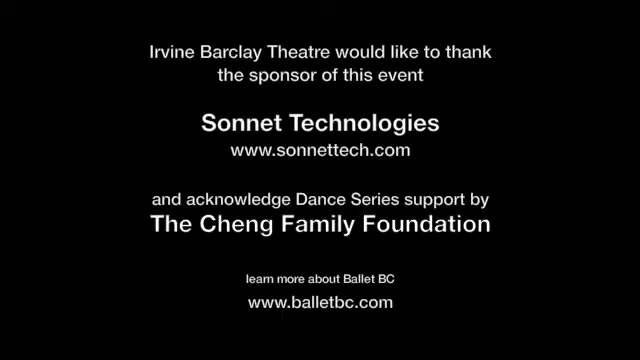 Irvine Barclay Theatre would like to thank
the sponsor of this event
Sonnet Technologies
www.sonnettech.com
and acknowledge Dance Series support by
The Cheng Family Foundation
learn more about Ballet BC
www.balletbc.com